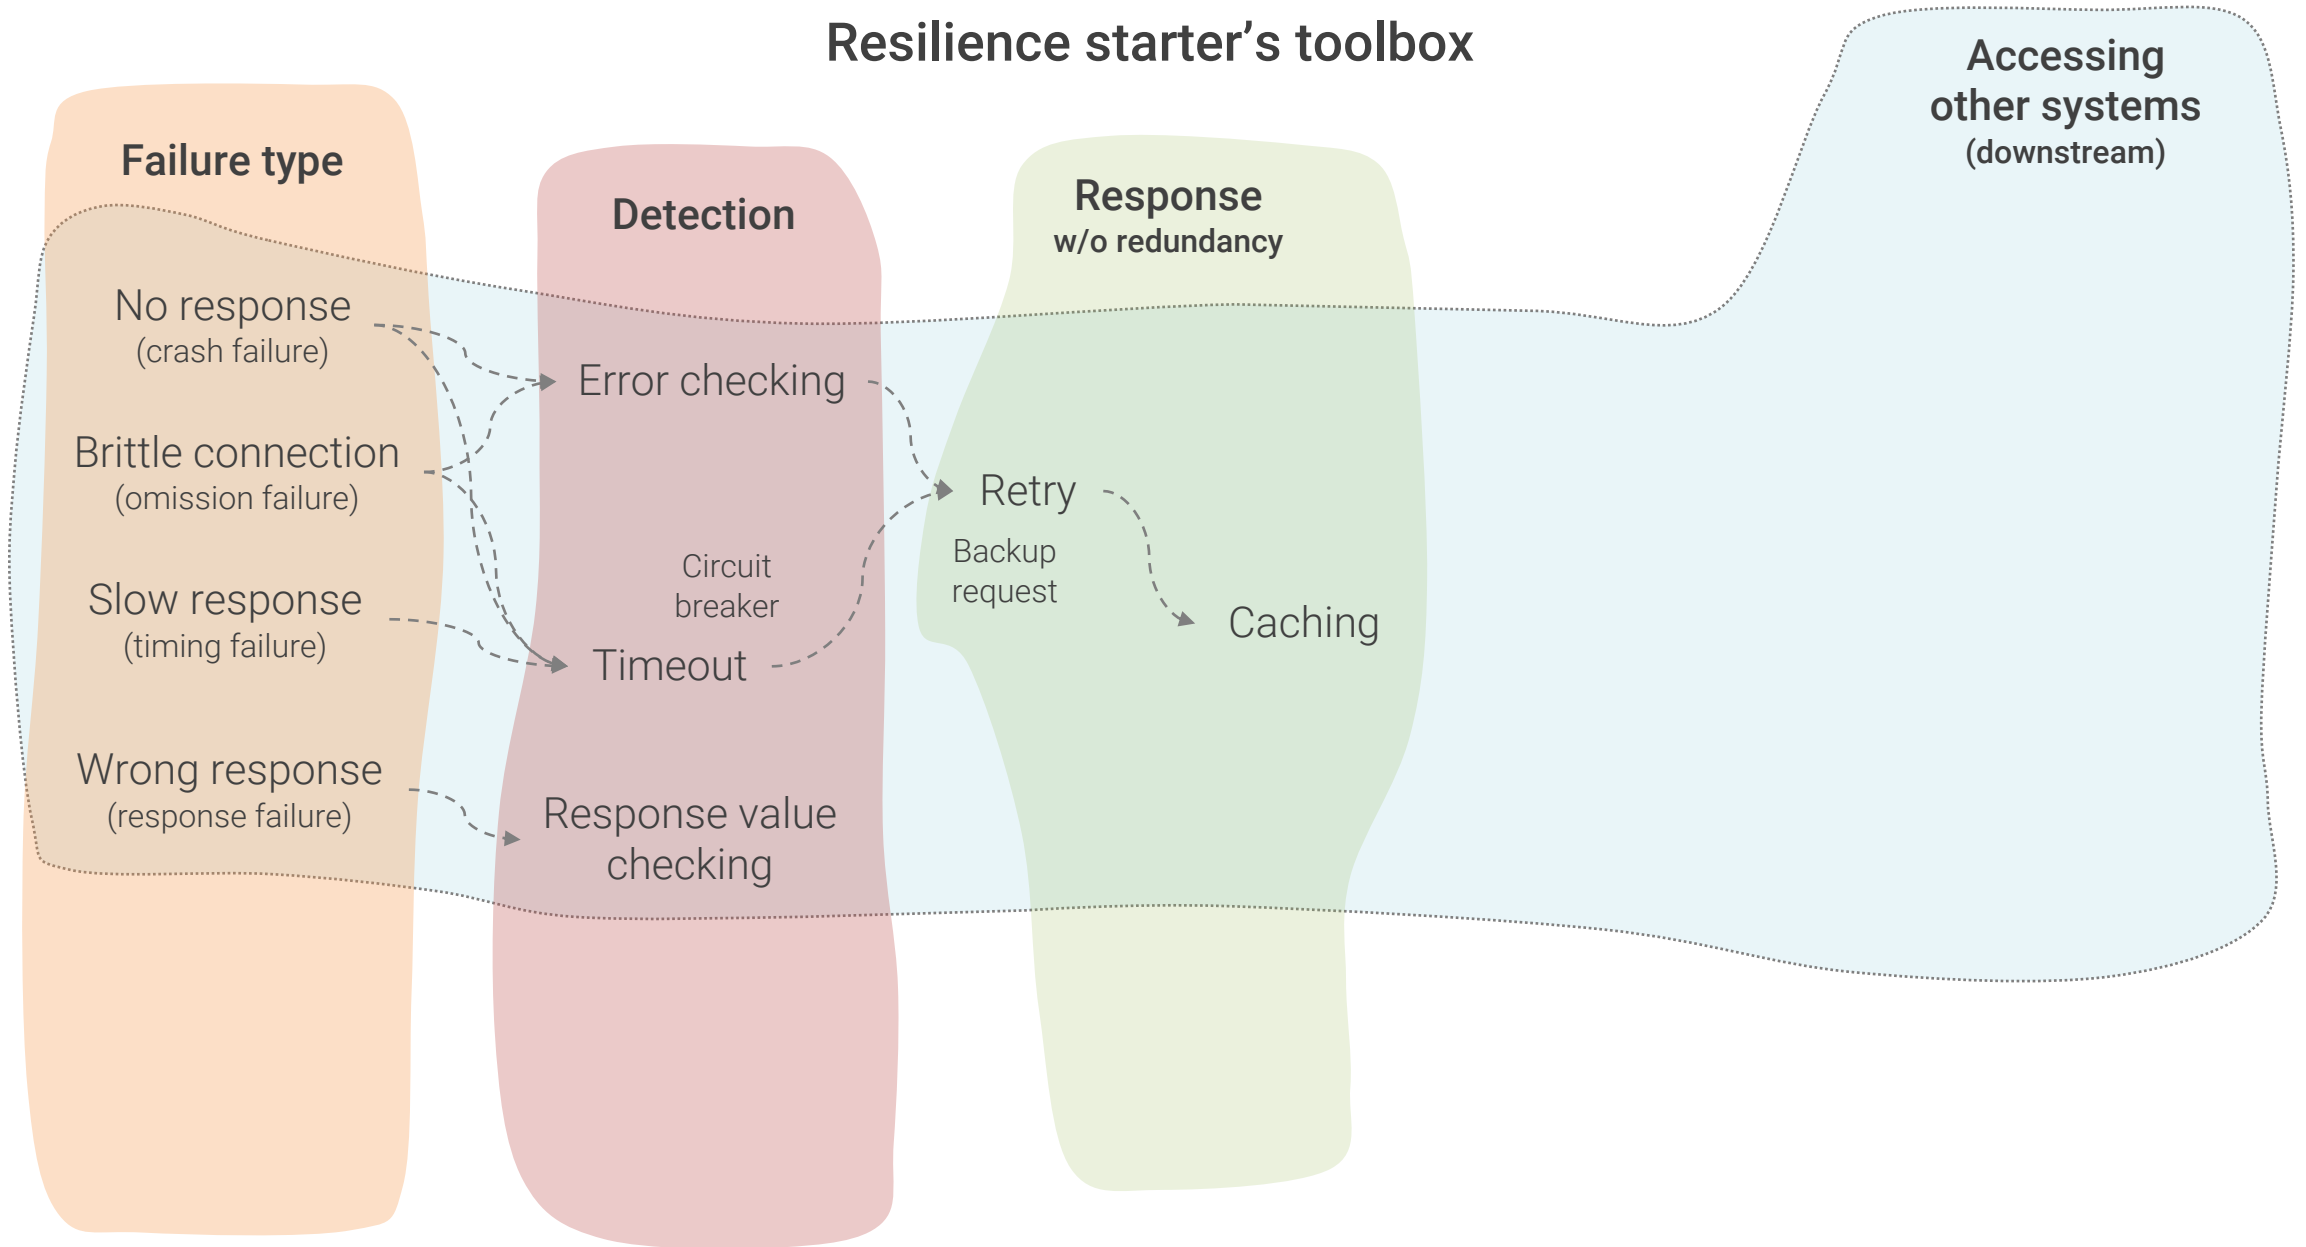 Resilience starter’s toolbox
Accessing
other systems
(downstream)
Failure type
Detection
Response
w/o redundancy
No response
(crash failure)
Brittle connection
(omission failure)
Slow response
(timing failure)
Wrong response
(response failure)
Error checking
Circuit
breaker
Timeout
Response value
checking
Retry
Backup
request
Caching